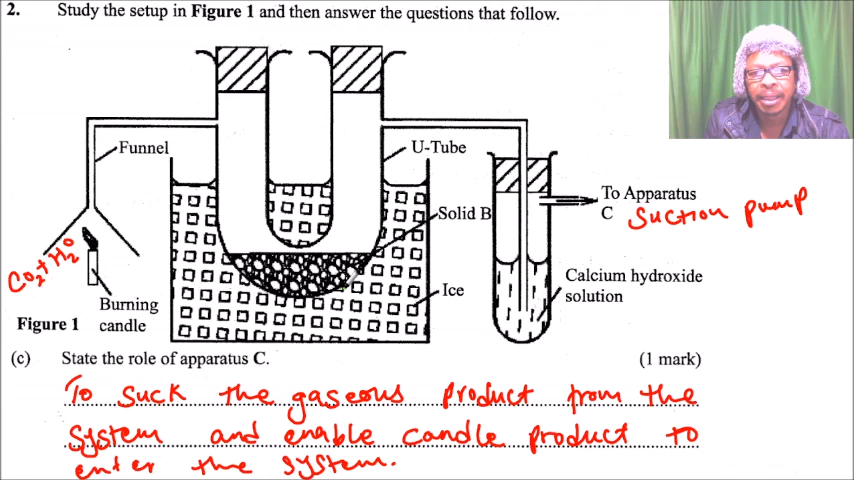 2. Study the setup in Figure 1 and then answer the questions that follow.
Funnel
U-Tube
To Apparatus
C Suction pump
Solid B
CO2 + H2O
Calcium hydroxide
solution
Ice
Burning
candle
Figure 1
(c) State the role of apparatus C. (1 mark)
To suck the gaseous product from the
system and enable candle product to
enter the system.